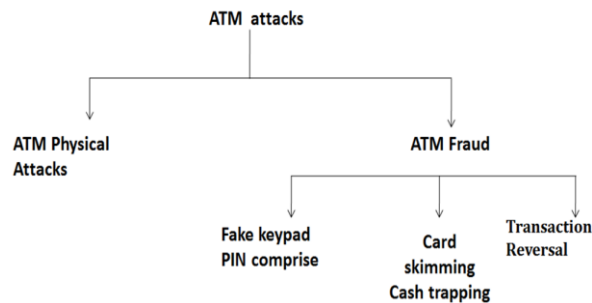 ATM attacks
ATM Physical
Attacks
ATM Fraud
Fake keypad
PIN comprise
Card
skimming
Cash trapping
Transaction
Reversal